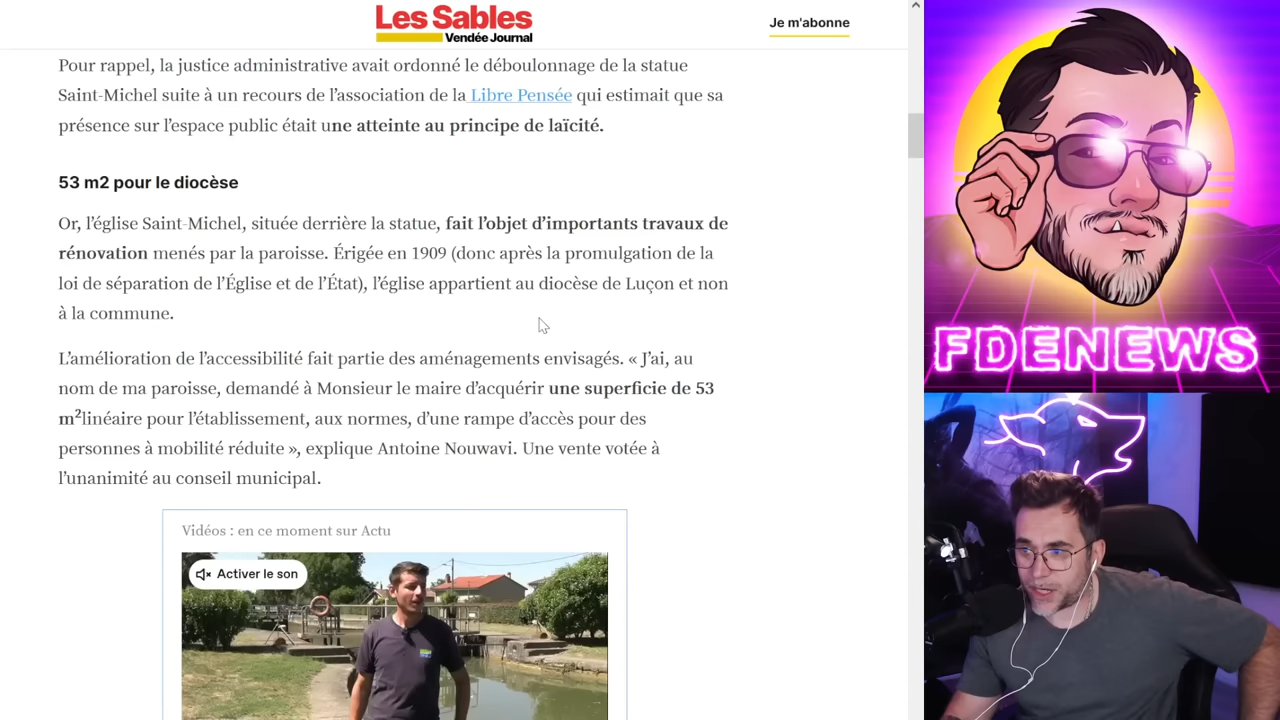 Les Sables
Vendée Journal
Je m'abonne
Pour rappel, la justice administrative avait ordonné le déboulonnage de la statue
Saint-Michel suite à un recours de l’association de la Libre Pensée qui estimait que sa
présence sur l’espace public était une atteinte au principe de laïcité.
53 m2 pour le diocèse
Or, l’église Saint-Michel, située derrière la statue, fait l’objet d’importants travaux de
rénovation menés par la paroisse. Érigée en 1909 (donc après la promulgation de la
loi de séparation de l’Église et de l’État), l’église appartient au diocèse de Luçon et non
à la commune.
L’amélioration de l’accessibilité fait partie des aménagements envisagés. « J’ai, au
nom de ma paroisse, demandé à Monsieur le maire d’acquérir une superficie de 53
m²linéaire pour l’établissement, aux normes, d’une rampe d’accès pour des
personnes à mobilité réduite », explique Antoine Nouwavi. Une vente votée à
l’unanimité au conseil municipal.
Vidéos : en ce moment sur Actu
Activer le son
FDENEWS